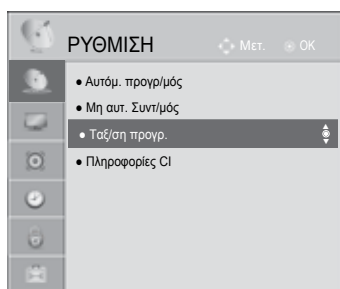 ΡΥΘΜΙΣΗ Μετ. OK
● Αυτόμ. προγρ/μός
● Μη αυτ. Συντ/μός
● Ταξ/ση προγρ.
● Πληροφορίες CI